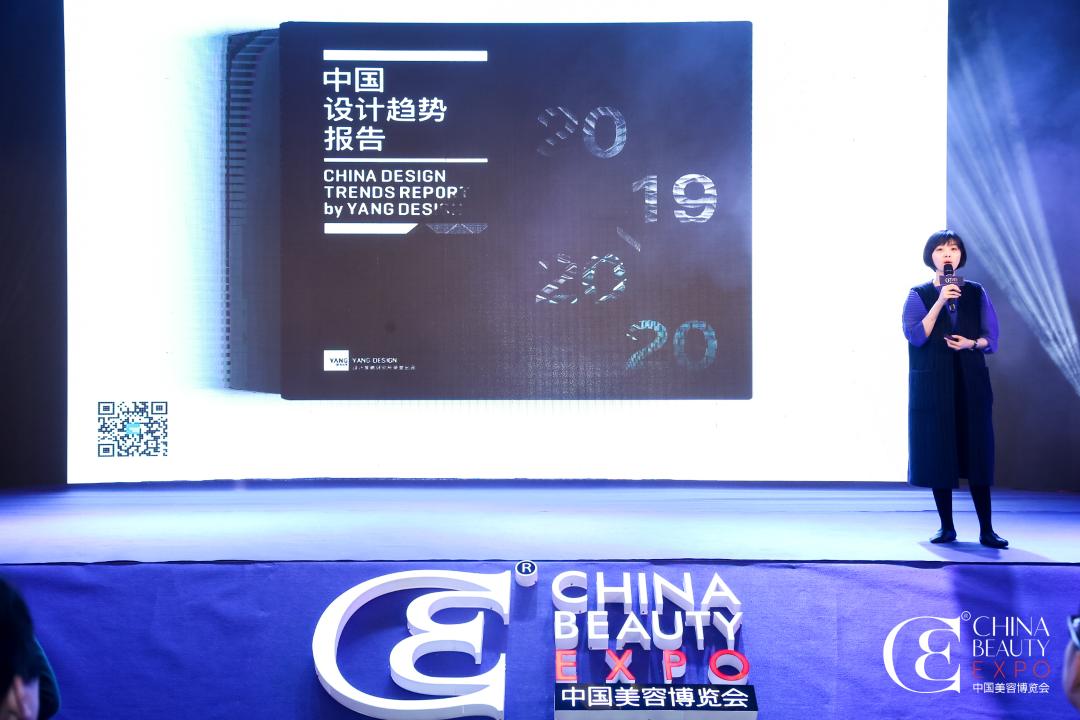 中国
设计趋势
报告
CHINA DESIGN
TRENDS REPORT
by YANG DESIGN
20
19
20
20
YANG
YANG DESIGN
®
CHINA
BEAUTY
EXPO
中国美容博览会
®
CHINA
BEAUTY
EXPO
中国美容博览会